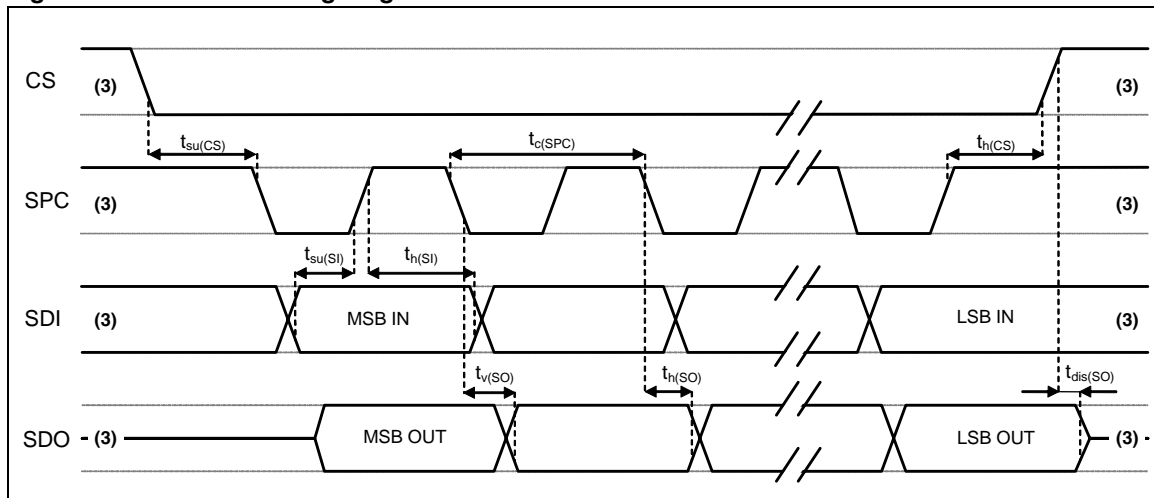 CS (3) (3)
tsu(CS) tc(SPC) th(CS)
SPC (3) (3)
tsu(SI) th(SI)
SDI (3) MSB IN LSB IN (3)
tv(SO) th(SO) tdis(SO)
SDO (3) MSB OUT LSB OUT (3)